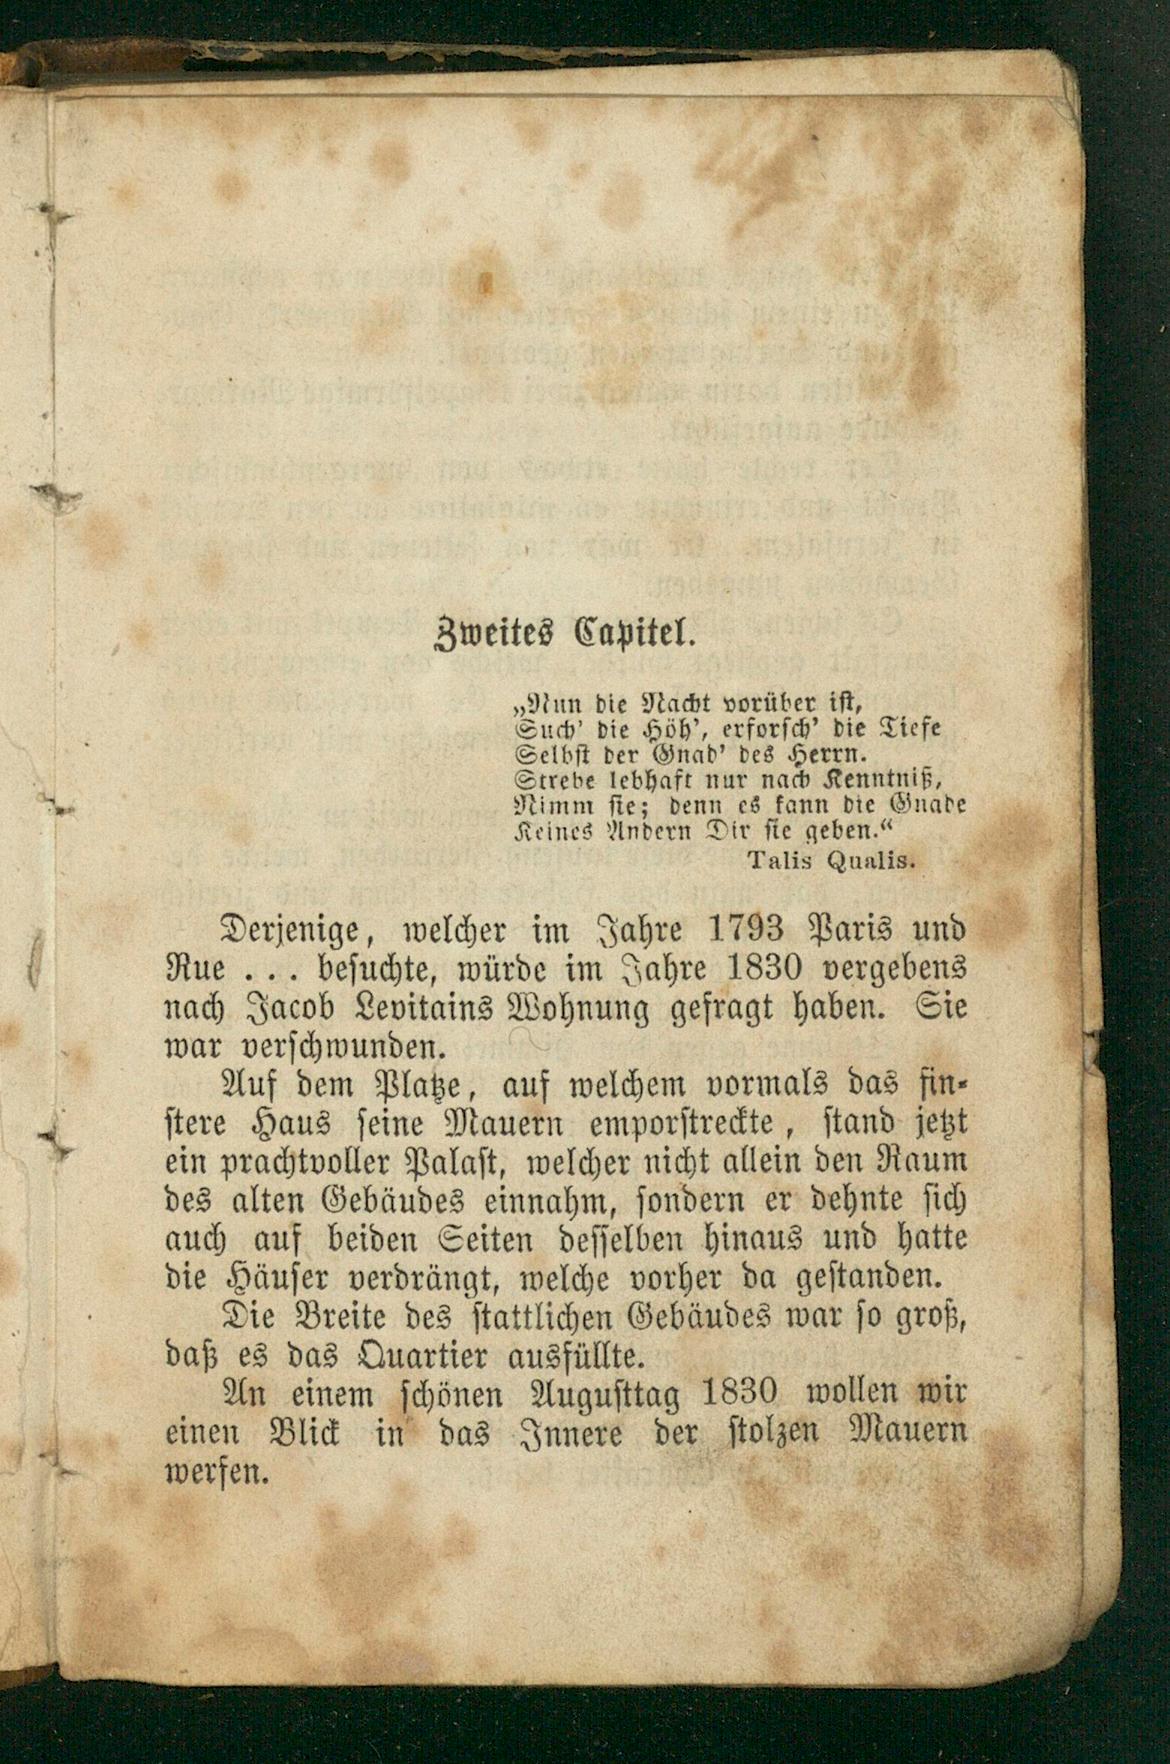 Zweites Capitel.
„Nun die Nacht vorüber ist,
Such' die Höh', erforsch' die Tiefe
Selbst der Gnad' des Herrn.
Strebe lebhaft nur nach Kenntniß,
Nimm sie; denn es kann die Gnade
Keines Andern Dir sie geben.“
Talis Qualis.
Derjenige, welcher im Jahre 1793 Paris und
Rue . . . besuchte, würde im Jahre 1830 vergebens
nach Jacob Levitains Wohnung gefragt haben. Sie
war verschwunden.
Auf dem Platze, auf welchem vormals das fin-
stere Haus seine Mauern emporstreckte, stand jetzt
ein prachtvoller Palast, welcher nicht allein den Raum
des alten Gebäudes einnahm, sondern er dehnte sich
auch auf beiden Seiten desselben hinaus und hatte
die Häuser verdrängt, welche vorher da gestanden.
Die Breite des stattlichen Gebäudes war so groß,
daß es das Quartier ausfüllte.
An einem schönen Augusttag 1830 wollen wir
einen Blick in das Innere der stolzen Mauern
werfen.